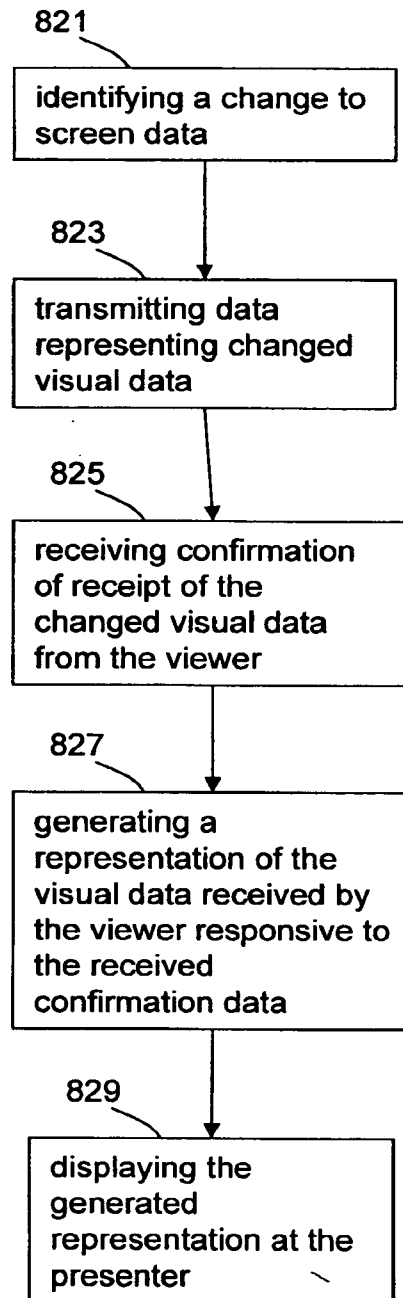 821
identifying a change to
screen data
823
transmitting data
representing changed
visual data
825
receiving confirmation
of receipt of the
changed visual data
from the viewer
827
generating a
representation of the
visual data received by
the viewer responsive to
the received
confirmation data
829
displaying the
generated
representation at the
presenter